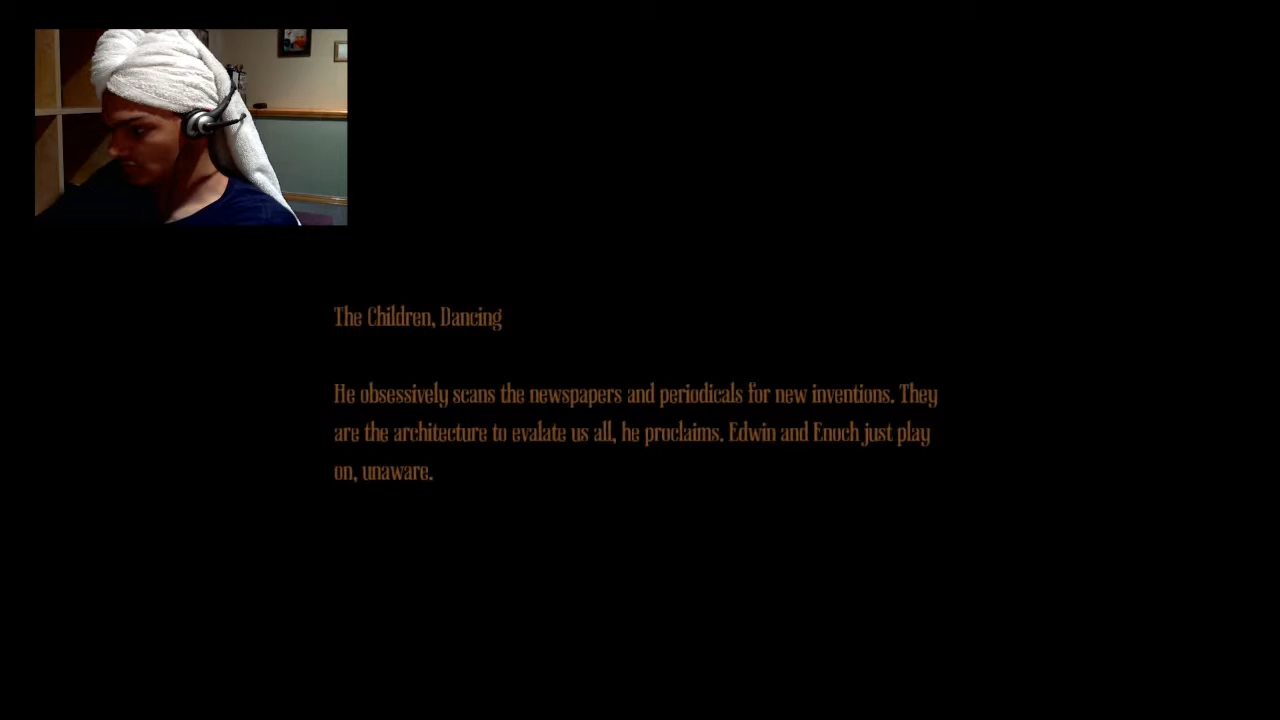 The Children, Dancing
He obsessively scans the newspapers and periodicals for new inventions. They
are the architecture to evalate us all, he proclaims. Edwin and Enoch just play
on, unaware.